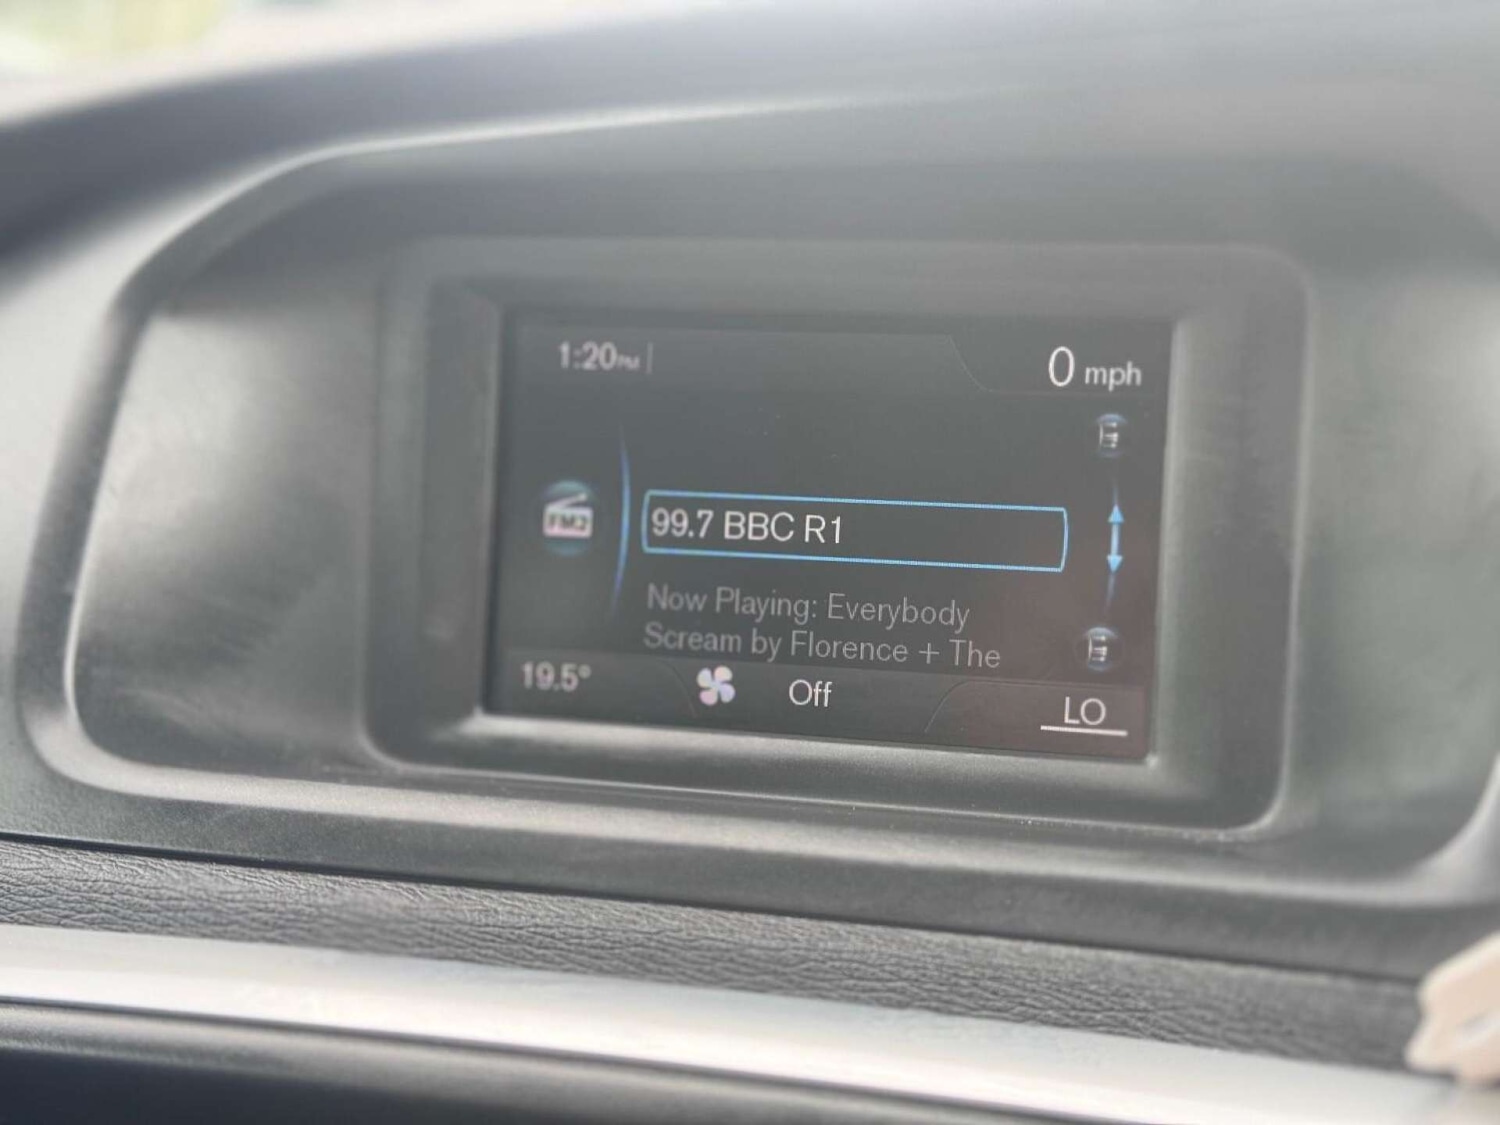 1:20PM
0 mph
FM2
99.7 BBC R1
Now Playing: Everybody
Scream by Florence + The
19.5°
Off
LO